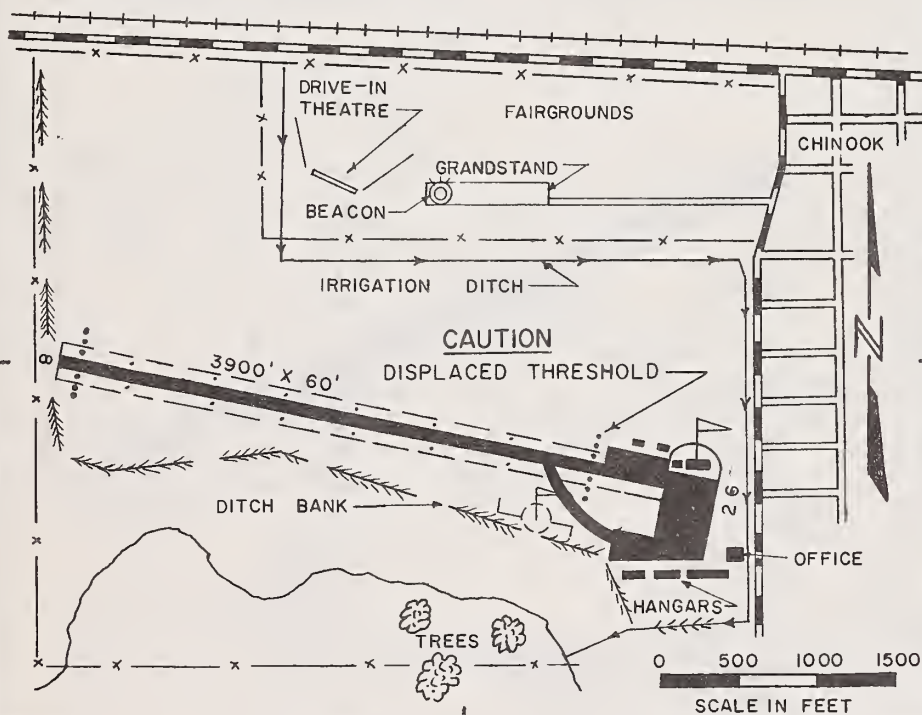 DRIVE-IN
THEATRE
FAIRGROUNDS
CHINOOK
GRANDSTAND
BEACON
IRRIGATION DITCH
N
CAUTION
DISPLACED THRESHOLD
8
3900' X 60'
26
DITCH BANK
OFFICE
HANGARS
TREES
0 500 1000 1500
SCALE IN FEET